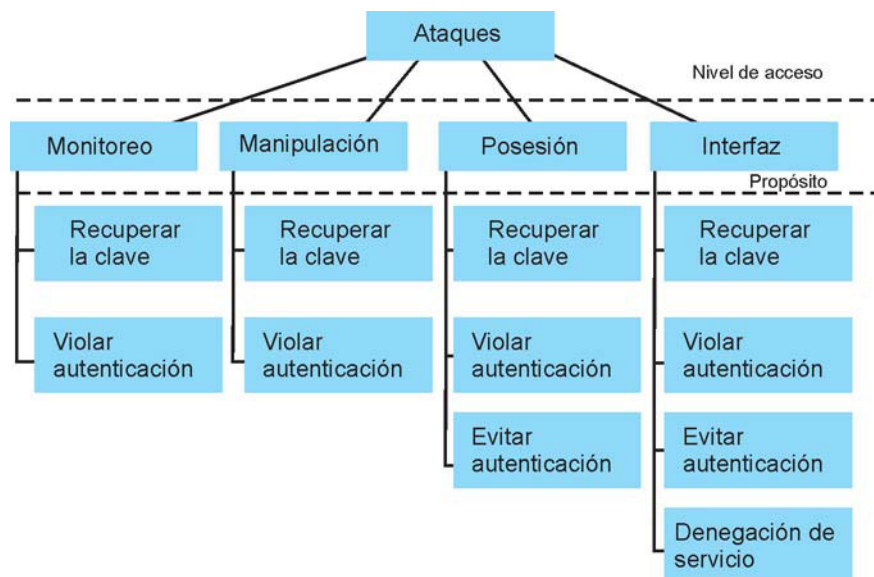 Ataques
Nivel de acceso
Monitoreo
Manipulación
Posesión
Interfaz
Propósito
Recuperar
la clave
Recuperar
la clave
Recuperar
la clave
Recuperar
la clave
Violar
autenticación
Violar
autenticación
Violar
autenticación
Violar
autenticación
Evitar
autenticación
Evitar
autenticación
Denegación de
servicio